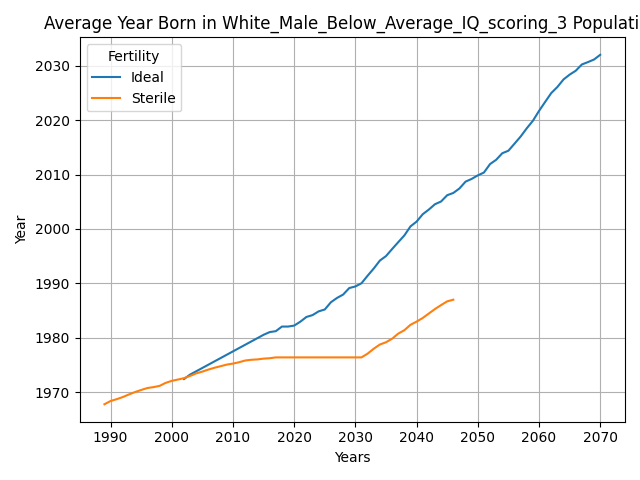 Average Year Born in White_Male_Below_Average_IQ_scoring_3 Populati
Fertility
Ideal
Sterile
Year
2030
2020
2010
2000
1990
1980
1970
1990 2000 2010 2020 2030 2040 2050 2060 2070
Years